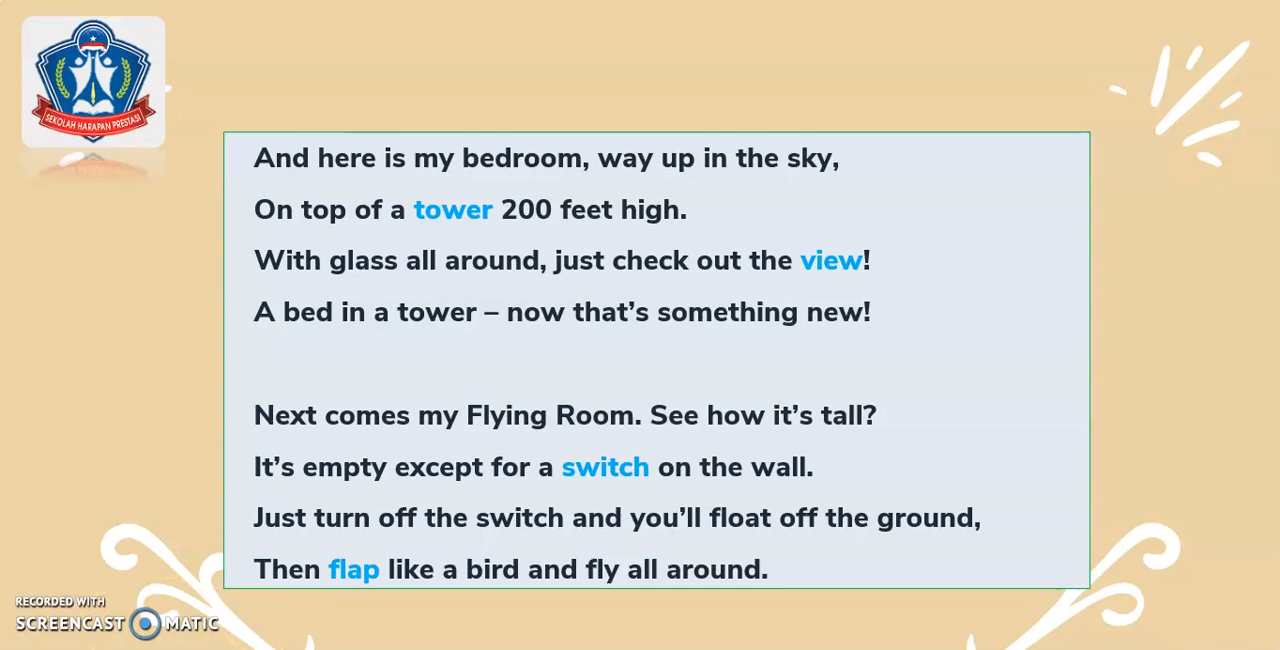 SEKOLAH HARAPAN PRESTASI
And here is my bedroom, way up in the sky,
On top of a tower 200 feet high.
With glass all around, just check out the view!
A bed in a tower – now that’s something new!
Next comes my Flying Room. See how it’s tall?
It’s empty except for a switch on the wall.
Just turn off the switch and you’ll float off the ground,
Then flap like a bird and fly all around.
RECORDED WITH
SCREENCAST MATIC